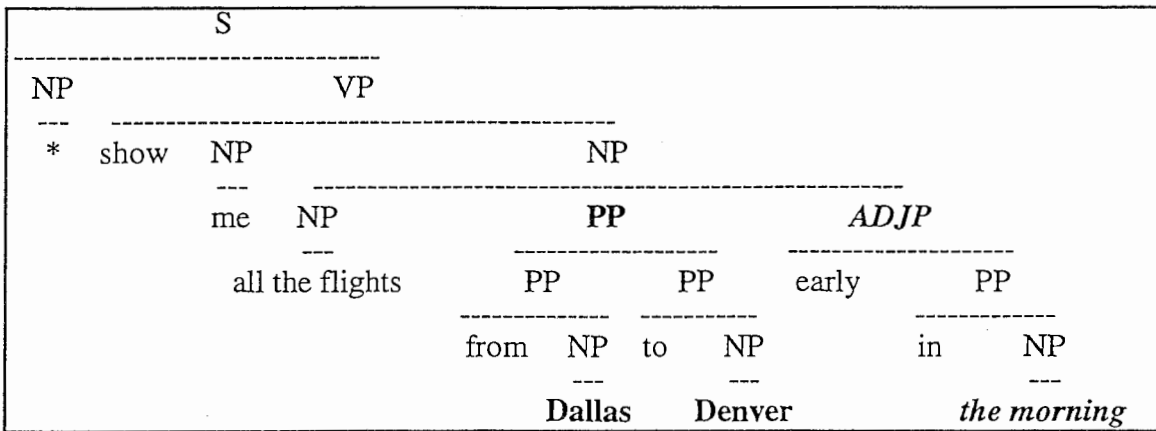 S
NP VP
* show NP NP
me NP PP ADJP
all the flights PP PP early PP
from NP to NP in NP
Dallas Denver the morning